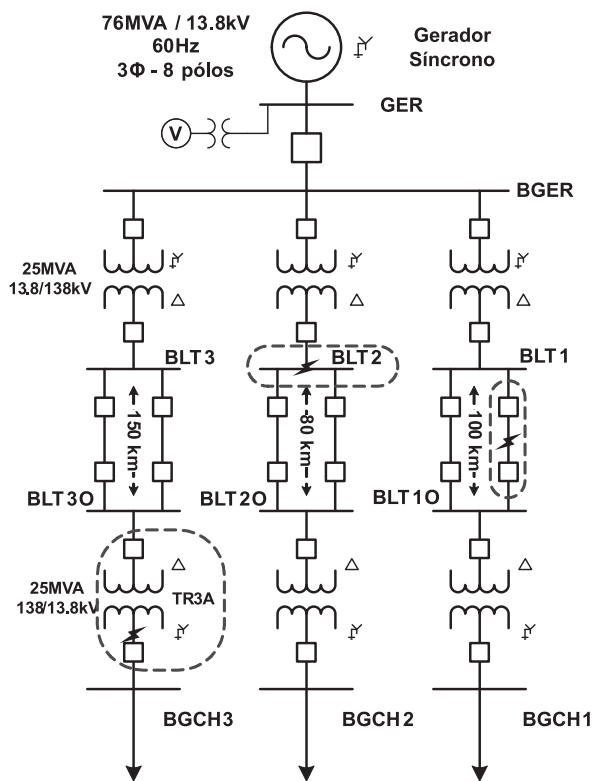 76MVA / 13.8kV
60Hz
3Φ - 8 pólos
Gerador
Síncrono
GER
V
BGER
25MVA
13.8/138kV
BLT3
BLT2
BLT1
150 km
80 km
100 km
BLT3O
BLT2O
BLT1O
25MVA
138/13.8kV
TR3A
BGCH3
BGCH2
BGCH1